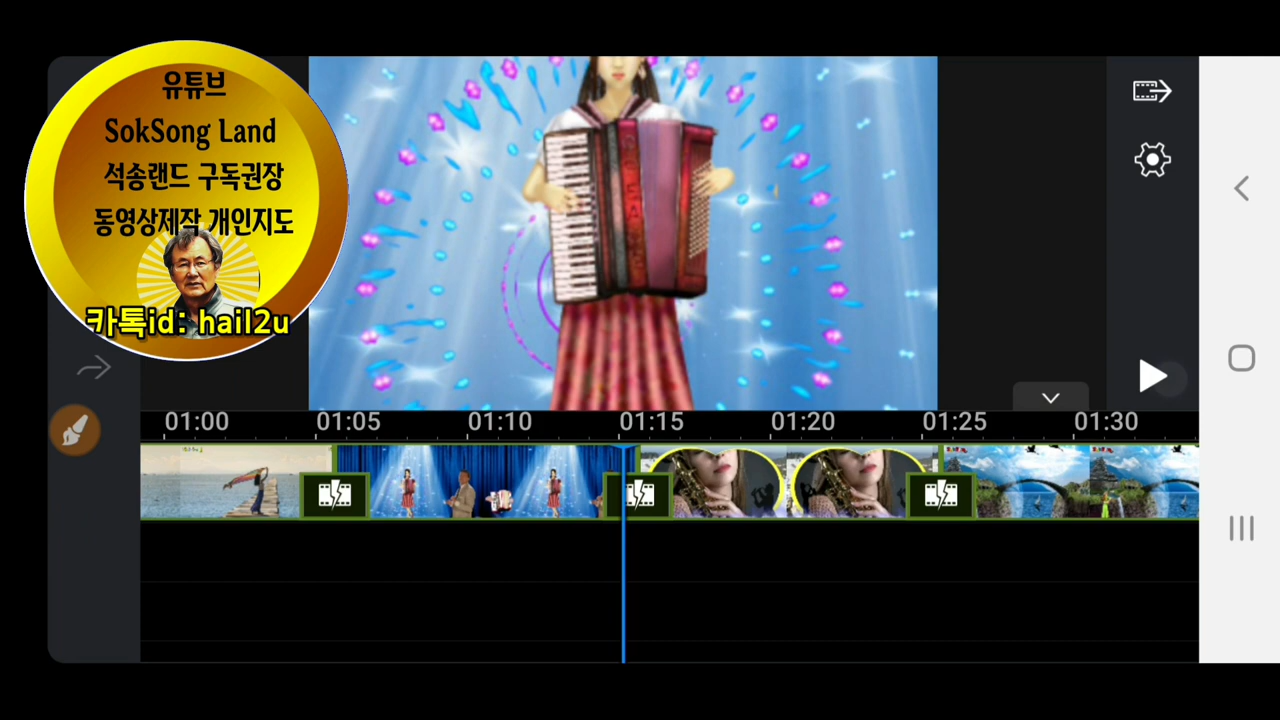 유튜브
SokSong Land
석송랜드 구독권장
동영상제작 개인지도
카톡id: hail2u
01:00 01:05 01:10 01:15 01:20 01:25 01:30